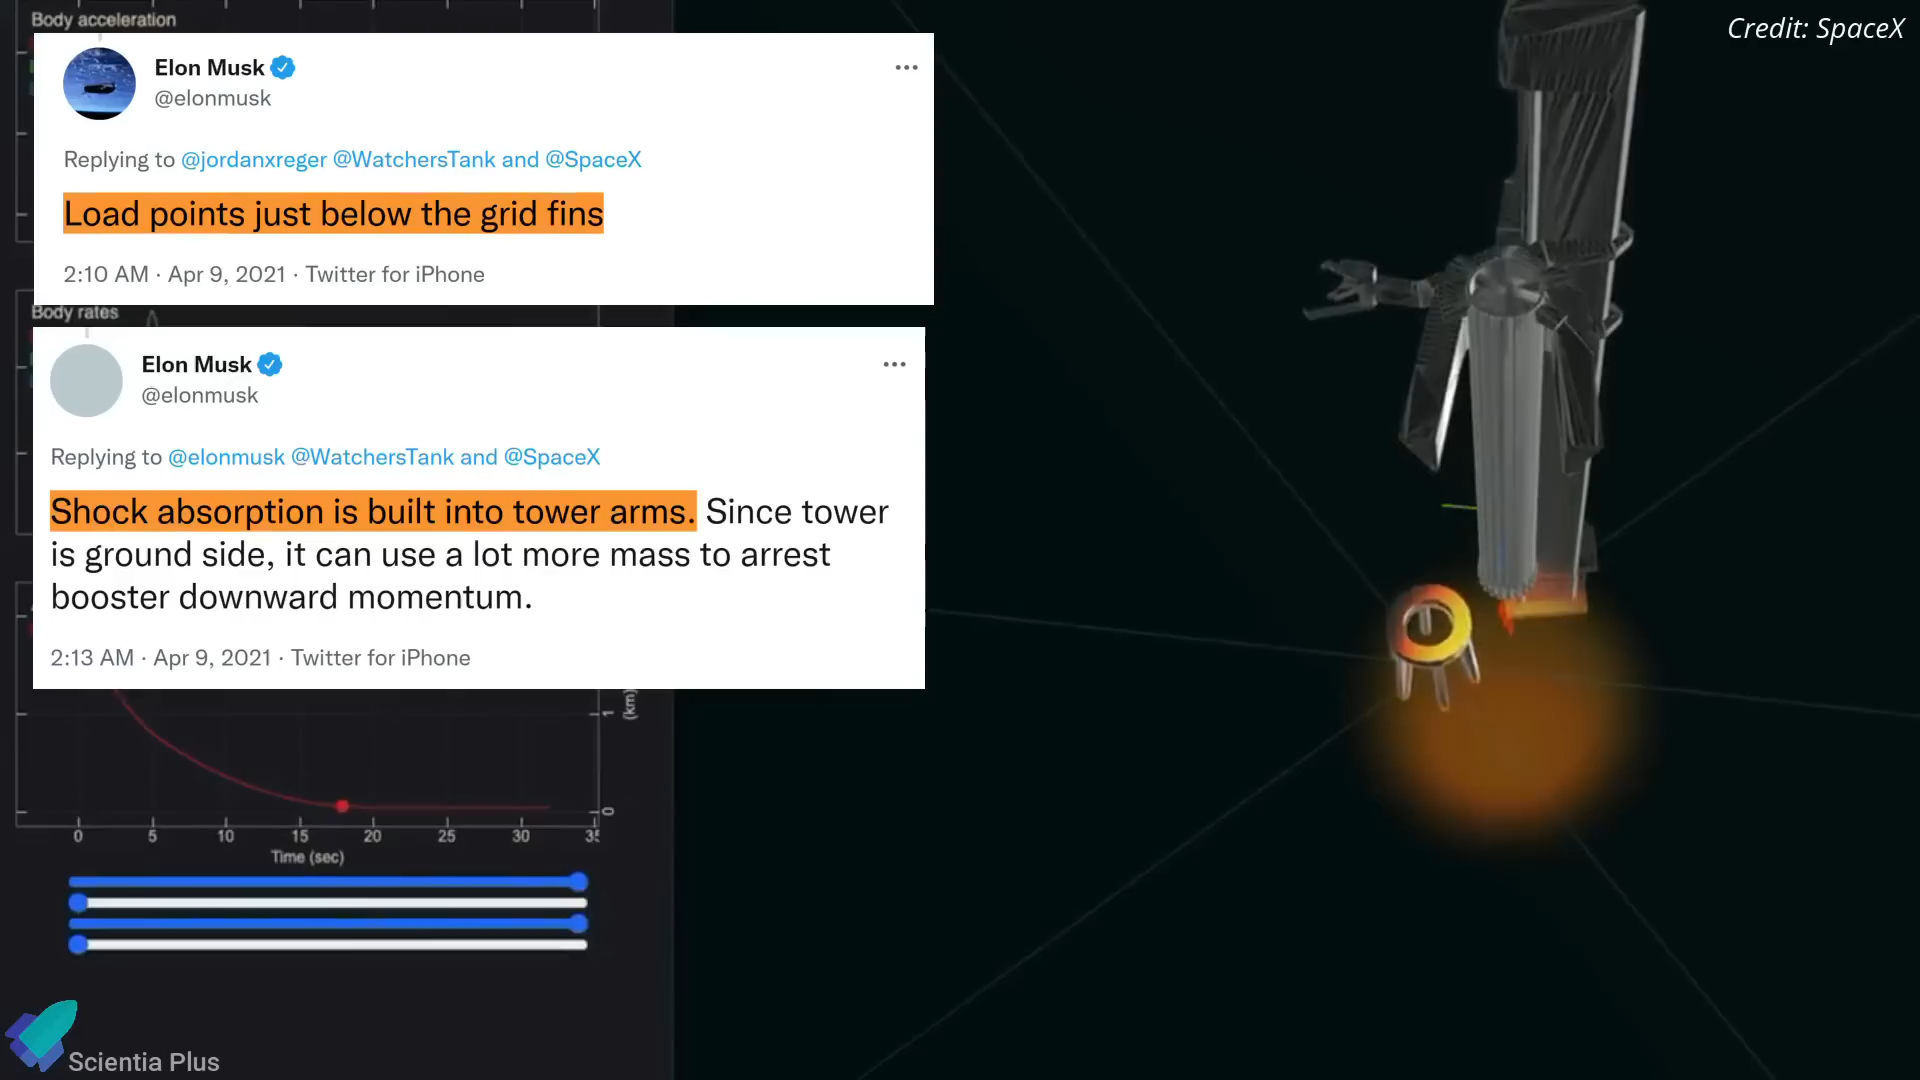 Body acceleration
Credit: SpaceX
Elon Musk
@elonmusk
Replying to @jordanxreger @WatchersTank and @SpaceX
Load points just below the grid fins
2:10 AM · Apr 9, 2021 · Twitter for iPhone
Body rates
Elon Musk
@elonmusk
Replying to @elonmusk @WatchersTank and @SpaceX
Shock absorption is built into tower arms. Since tower
is ground side, it can use a lot more mass to arrest
booster downward momentum.
2:13 AM · Apr 9, 2021 · Twitter for iPhone
1
(km)
0
0 5 10 15 20 25 30
Time (sec)
Scientia Plus